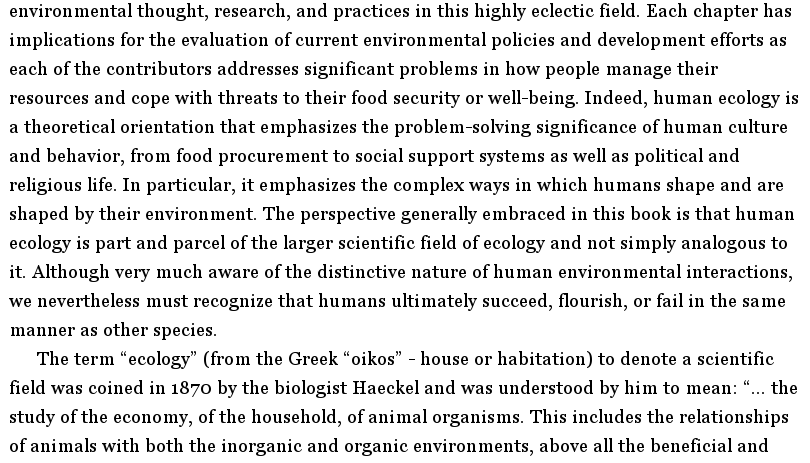 environmental thought, research, and practices in this highly eclectic field. Each chapter has
implications for the evaluation of current environmental policies and development efforts as
each of the contributors addresses significant problems in how people manage their
resources and cope with threats to their food security or well-being. Indeed, human ecology is
a theoretical orientation that emphasizes the problem-solving significance of human culture
and behavior, from food procurement to social support systems as well as political and
religious life. In particular, it emphasizes the complex ways in which humans shape and are
shaped by their environment. The perspective generally embraced in this book is that human
ecology is part and parcel of the larger scientific field of ecology and not simply analogous to
it. Although very much aware of the distinctive nature of human environmental interactions,
we nevertheless must recognize that humans ultimately succeed, flourish, or fail in the same
manner as other species.
The term “ecology” (from the Greek “oikos” - house or habitation) to denote a scientific
field was coined in 1870 by the biologist Haeckel and was understood by him to mean: “... the
study of the economy, of the household, of animal organisms. This includes the relationships
of animals with both the inorganic and organic environments, above all the beneficial and